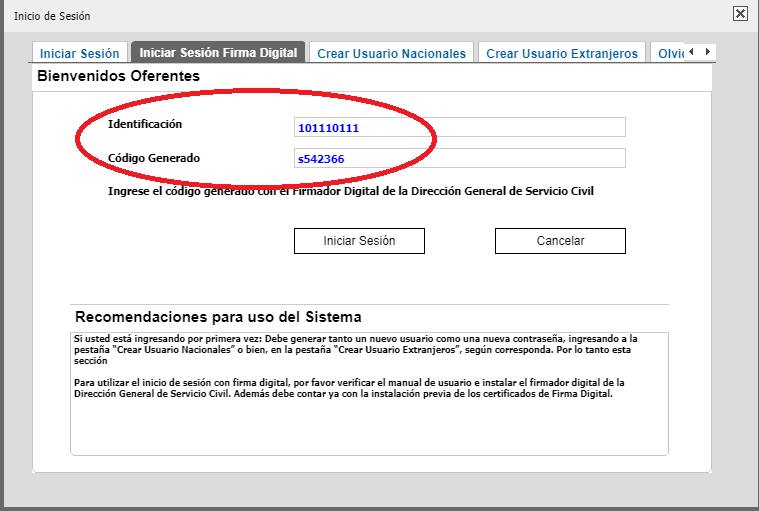 Inicio de Sesión
Iniciar Sesión
Iniciar Sesión Firma Digital
Crear Usuario Nacionales
Crear Usuario Extranjeros
Olvi
Bienvenidos Oferentes
Identificación
101110111
Código Generado
s542366
Ingrese el código generado con el Firmador Digital de la Dirección General de Servicio Civil
Iniciar Sesión
Cancelar
Recomendaciones para uso del Sistema
Si usted está ingresando por primera vez: Debe generar tanto un nuevo usuario como una nueva contraseña, ingresando a la
pestaña “Crear Usuario Nacionales” o bien, en la pestaña “Crear Usuario Extranjeros”, según corresponda. Por lo tanto esta
sección
Para utilizar el inicio de sesión con firma digital, por favor verificar el manual de usuario e instalar el firmador digital de la
Dirección General de Servicio Civil. Además debe contar ya con la instalación previa de los certificados de Firma Digital.